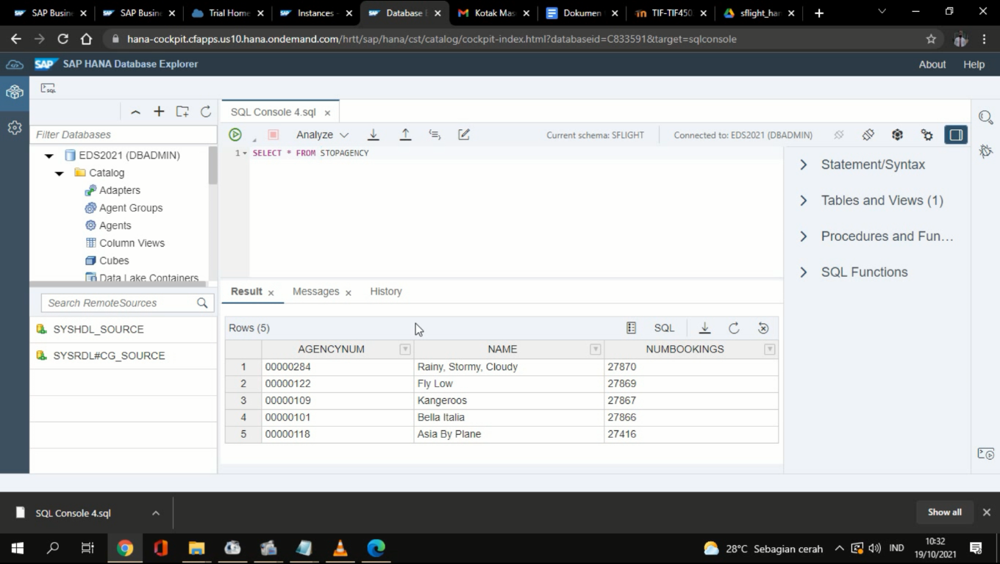 SAP Busine
SAP Busine
Trial Home
Instances -
Database E
Kotak Mas
Dokumen
TIF-TIF450
sflight_har
hana-cockpit.cfapps.us10.hana.ondemand.com/hrtt/sap/hana/cst/catalog/cockpit-index.html?databaseid=C833591&target=sqlconsole
SAP SAP HANA Database Explorer
About Help
SQL
SQL Console 4.sql
Filter Databases
Analyze
Current schema: SFLIGHT
Connected to: EDS2021 (DBADMIN)
EDS2021 (DBADMIN)
Catalog
Adapters
Agent Groups
Agents
Column Views
Cubes
Data Lake Containers
1 SELECT * FROM STOPAGENCY
Statement/Syntax
Tables and Views (1)
Procedures and Fun...
SQL Functions
Search RemoteSources
SYSHDL_SOURCE
SYSRDL#CG_SOURCE
Result Messages History
Rows (5) SQL
AGENCYNUM NAME NUMBOOKINGS
1 00000284 Rainy, Stormy, Cloudy 27870
2 00000122 Fly Low 27869
3 00000109 Kangeroos 27867
4 00000101 Bella Italia 27866
5 00000118 Asia By Plane 27416
SQL Console 4.sql
Show all
28°C Sebagian cerah
IND
10:32
19/10/2021